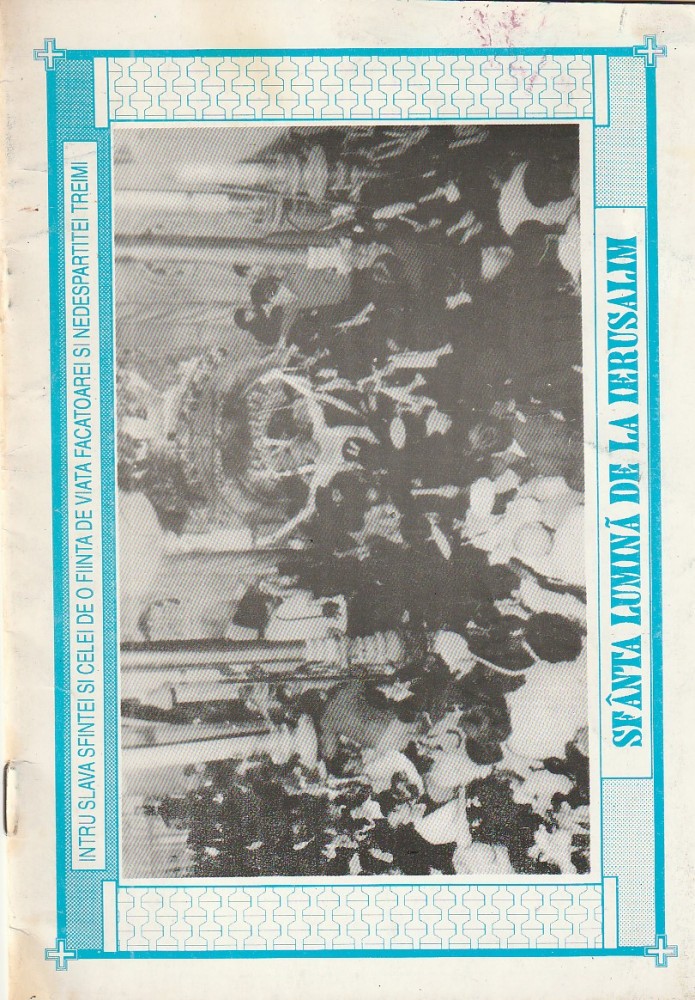 INTRU SLAVA SFINTEI SI CELEI DE O FIINTA DE VIATA FACATOAREI SI NEDESPARTITEI TREIMI
SFÂNTA LUMINĂ DE LA IERUSALIM